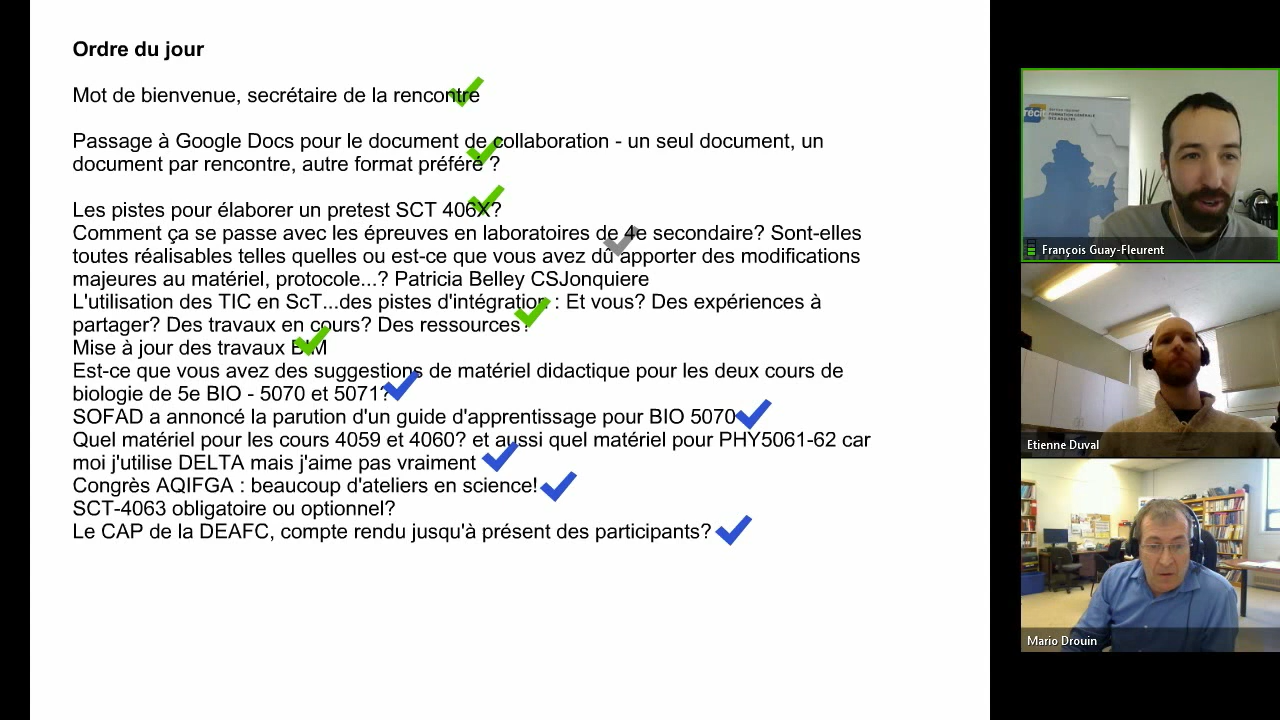 Ordre du jour
Mot de bienvenue, secrétaire de la rencontre
Passage à Google Docs pour le document de collaboration - un seul document, un
document par rencontre, autre format préféré ?
Les pistes pour élaborer un pretest SCT 406X?
Comment ça se passe avec les épreuves en laboratoires de 4e secondaire? Sont-elles
toutes réalisables telles quelles ou est-ce que vous avez dû apporter des modifications
majeures au matériel, protocole...? Patricia Belley CSJonquiere
L'utilisation des TIC en ScT...des pistes d'intégration : Et vous? Des expériences à
partager? Des travaux en cours? Des ressources?
Mise à jour des travaux BIM
Est-ce que vous avez des suggestions de matériel didactique pour les deux cours de
biologie de 5e BIO - 5070 et 5071?
SOFAD a annoncé la parution d'un guide d'apprentissage pour BIO 5070
Quel matériel pour les cours 4059 et 4060? et aussi quel matériel pour PHY5061-62 car
moi j'utilise DELTA mais j'aime pas vraiment
Congrès AQIFGA : beaucoup d'ateliers en science!
SCT-4063 obligatoire ou optionnel?
Le CAP de la DEAFC, compte rendu jusqu'à présent des participants?
récit
FORMATION GÉNÉRALE
DES ADULTES
François Guay-Fleurent
Etienne Duval
Mario Drouin